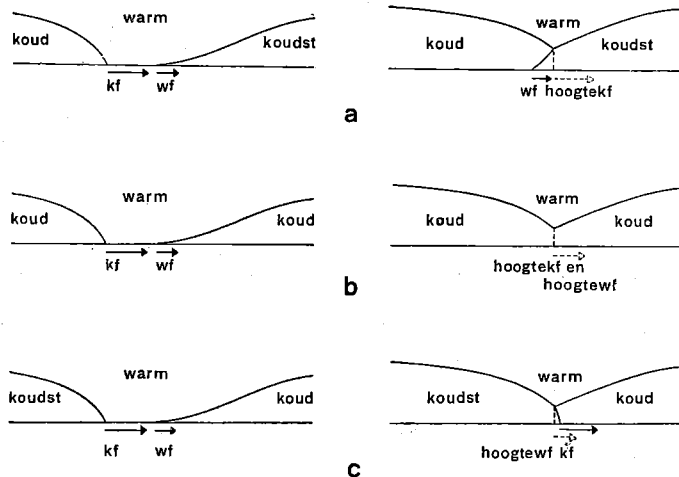 warm
koud
koudst
kf wf
warm
koud
koudst
wf hoogtekf
a
warm
koud
koud
kf wf
warm
koud
koud
hoogtekf en
hoogtewf
b
warm
koudst
koud
kf wf
warm
koudst
koud
hoogtewf kf
c